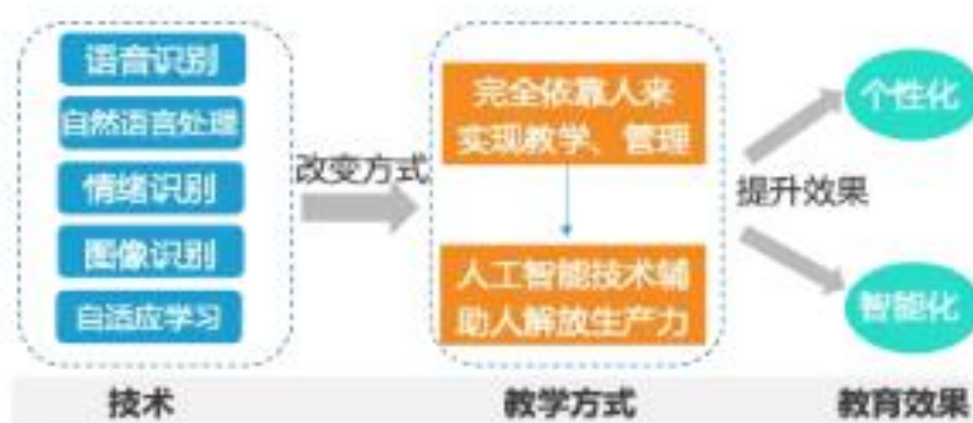 语音识别
自然语言处理
情绪识别
图像识别
自适应学习
改变方式
完全依靠人来
实现教学、管理
人工智能技术辅
助人解放生产力
提升效果
个性化
智能化
技术
教学方式
教育效果